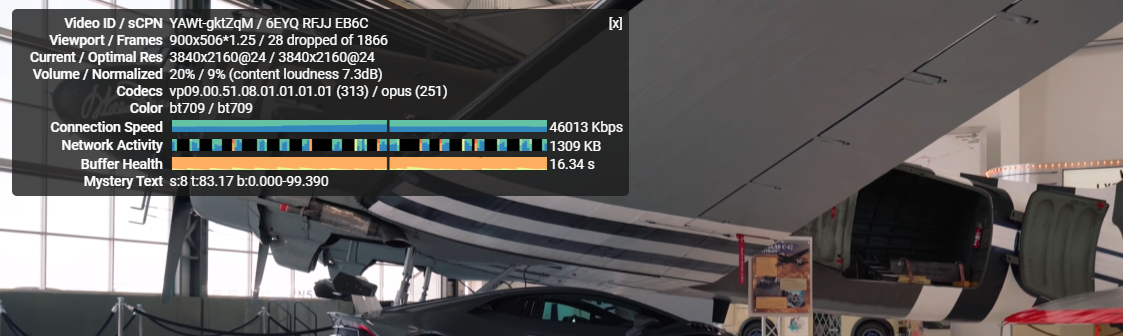 Video ID / sCPN YAWt-gktZqM / 6EYQ RFJJ EB6C [x]
Viewport / Frames 900x506*1.25 / 28 dropped of 1866
Current / Optimal Res 3840x2160@24 / 3840x2160@24
Volume / Normalized 20% / 9% (content loudness 7.3dB)
Codecs vp09.00.51.08.01.01.01.01 (313) / opus (251)
Color bt709 / bt709
Connection Speed 46013 Kbps
Network Activity 1309 KB
Buffer Health 16.34 s
Mystery Text s:8 t:83.17 b:0.000-99.390